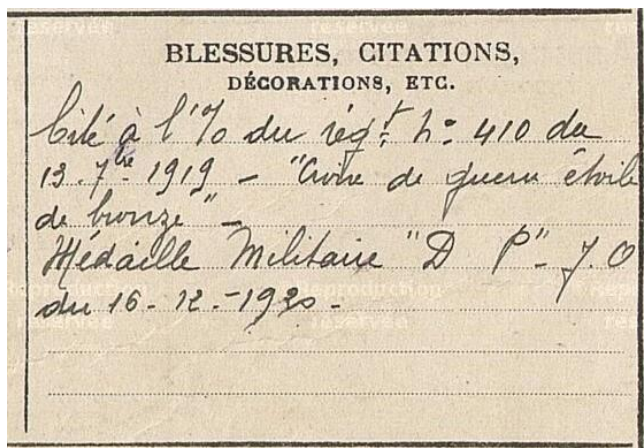 BLESSURES, CITATIONS,
DÉCORATIONS, ETC.
Cité à l'O du rég.t N° 410 du
13. 7bre 1919 - "Croix de guerre étoile
de bronze" -
Médaille Militaire "D P" - J.O
du 16 - 12. - 1920 -